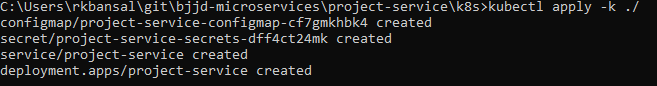 C:\Users\rkbansal\git\bjjd-microservices\project-service\k8s>kubectl apply -k ./
configmap/project-service-configmap-cf7gmkhbk4 created
secret/project-service-secrets-dff4ct24mk created
service/project-service created
deployment.apps/project-service created